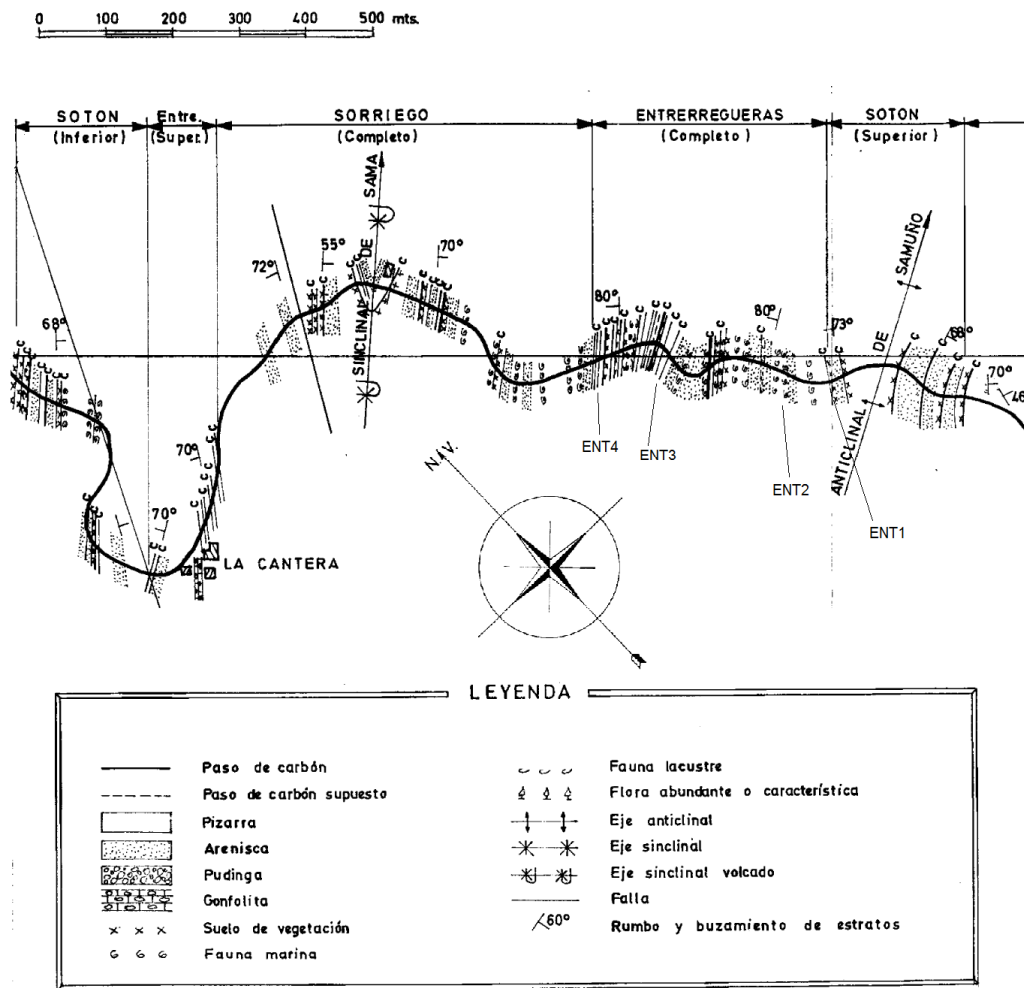 0 100 200 300 400 500 mts.
SOTON Entre. SORRIEGO ENTRERREGUERAS SOTON
(Inferior) (Super.) (Completo) (Completo) (Superior)
SINCLINAL DE SAMA
ANTICLINAL DE SAMUÑO
72° 55° 70° 80° 80° 73° 68° 70° 46
68°
70°
70°
C C C C C C
ENT4
ENT3
ENT2
ENT1
N.V.
LA CANTERA
LEYENDA
Paso de carbón
Paso de carbón supuesto
Pizarra
Arenisca
Pudinga
Gonfolita
Suelo de vegetación
Fauna marina
Fauna lacustre
Flora abundante o característica
Eje anticlinal
Eje sinclinal
Eje sinclinal volcado
Falla
60° Rumbo y buzamiento de estratos